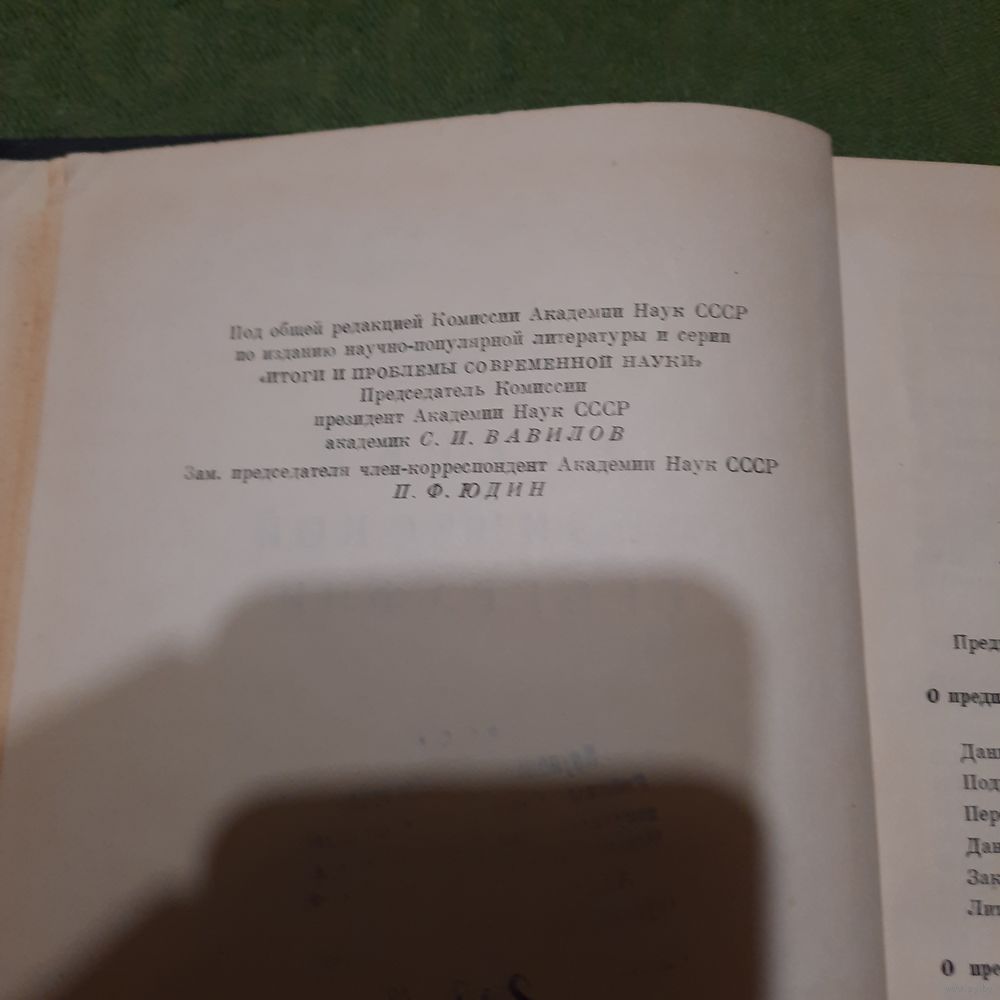 Под общей редакцией Комиссии Академии Наук СССР
по изданию научно-популярной литературы и серии
«ИТОГИ И ПРОБЛЕМЫ СОВРЕМЕННОЙ НАУКИ»
Председатель Комиссии
президент Академии Наук СССР
академик С. И. ВАВИЛОВ
Зам. председателя член-корреспондент Академии Наук СССР
П. Ф. ЮДИН
О
О